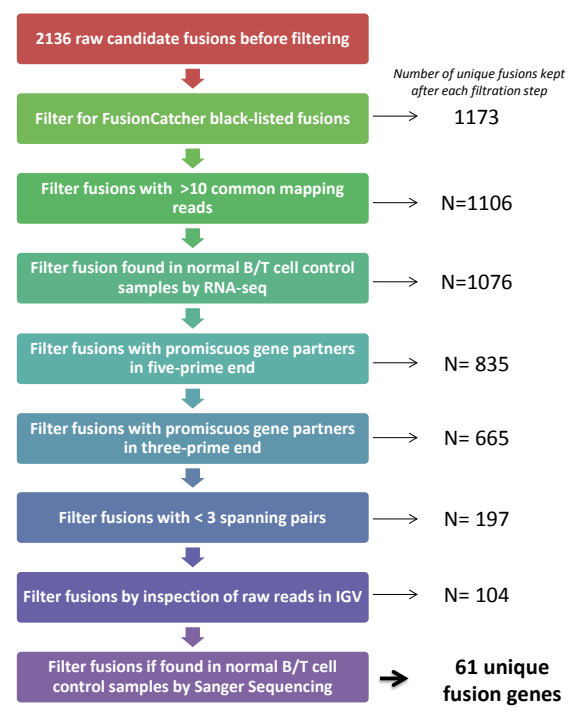 2136 raw candidate fusions before filtering
Number of unique fusions kept
after each filtration step
Filter for FusionCatcher black-listed fusions
1173
Filter fusions with >10 common mapping
reads
N=1106
Filter fusion found in normal B/T cell control
samples by RNA-seq
N=1076
Filter fusions with promiscuos gene partners
in five-prime end
N= 835
Filter fusions with promiscuos gene partners
in three-prime end
N= 665
Filter fusions with < 3 spanning pairs
N= 197
Filter fusions by inspection of raw reads in IGV
N= 104
Filter fusions if found in normal B/T cell
control samples by Sanger Sequencing
61 unique
fusion genes